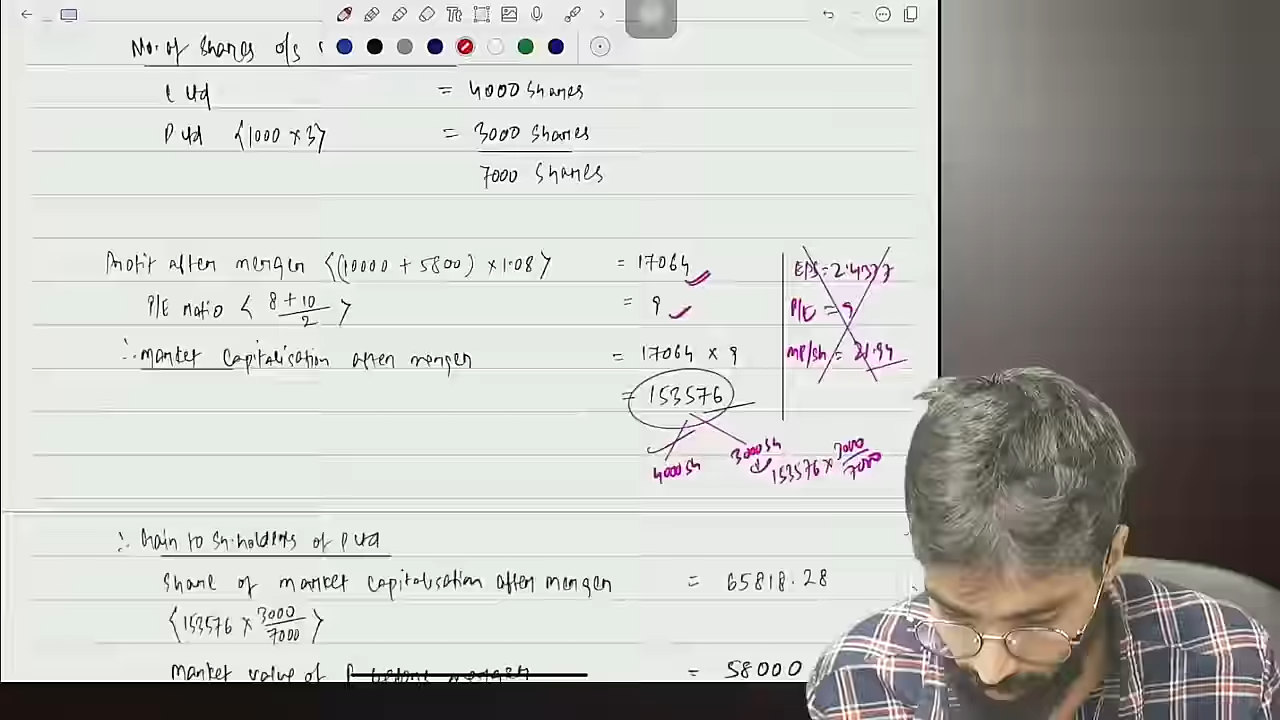 No. of shares o/s
L Ltd = 4000 shares
P Ltd <1000 x 3> = 3000 shares
7000 shares
Profit after merger <(10000 + 5800) x 1.08> = 17064
P/E ratio < 8 + 10 / 2 > = 9
∴ market capitalisation after merger = 17064 x 9
= 153576
EPS = 2.4377
P/E = 9
MP/sh = 21.94
4000 sh
3000 sh
153576 x 3000/7000
∴ Gain to sh. holders of P Ltd
Share of market capitalisation after merger = 65818.28
<153576 x 3000/7000>
Market value of P before merger = 58000